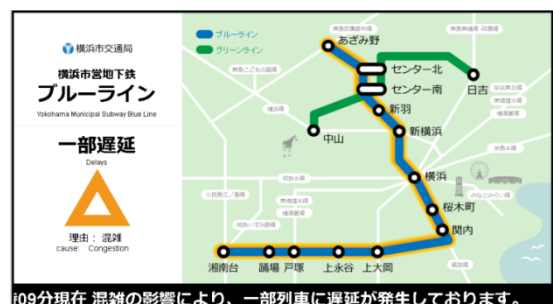 横浜市交通局
横浜市営地下鉄
ブルーライン
Yokohama Municipal Subway Blue Line
一部遅延
Delays
理由： 混雑
cause: Congestion
ブルーライン
グリーンライン
あざみ野
センター北
センター南
日吉
新羽
中山
新横浜
横浜
桜木町
関内
湘南台
踊場
戸塚
上永谷
上大岡
09分現在 混雑の影響により、一部列車に遅延が発生しております。